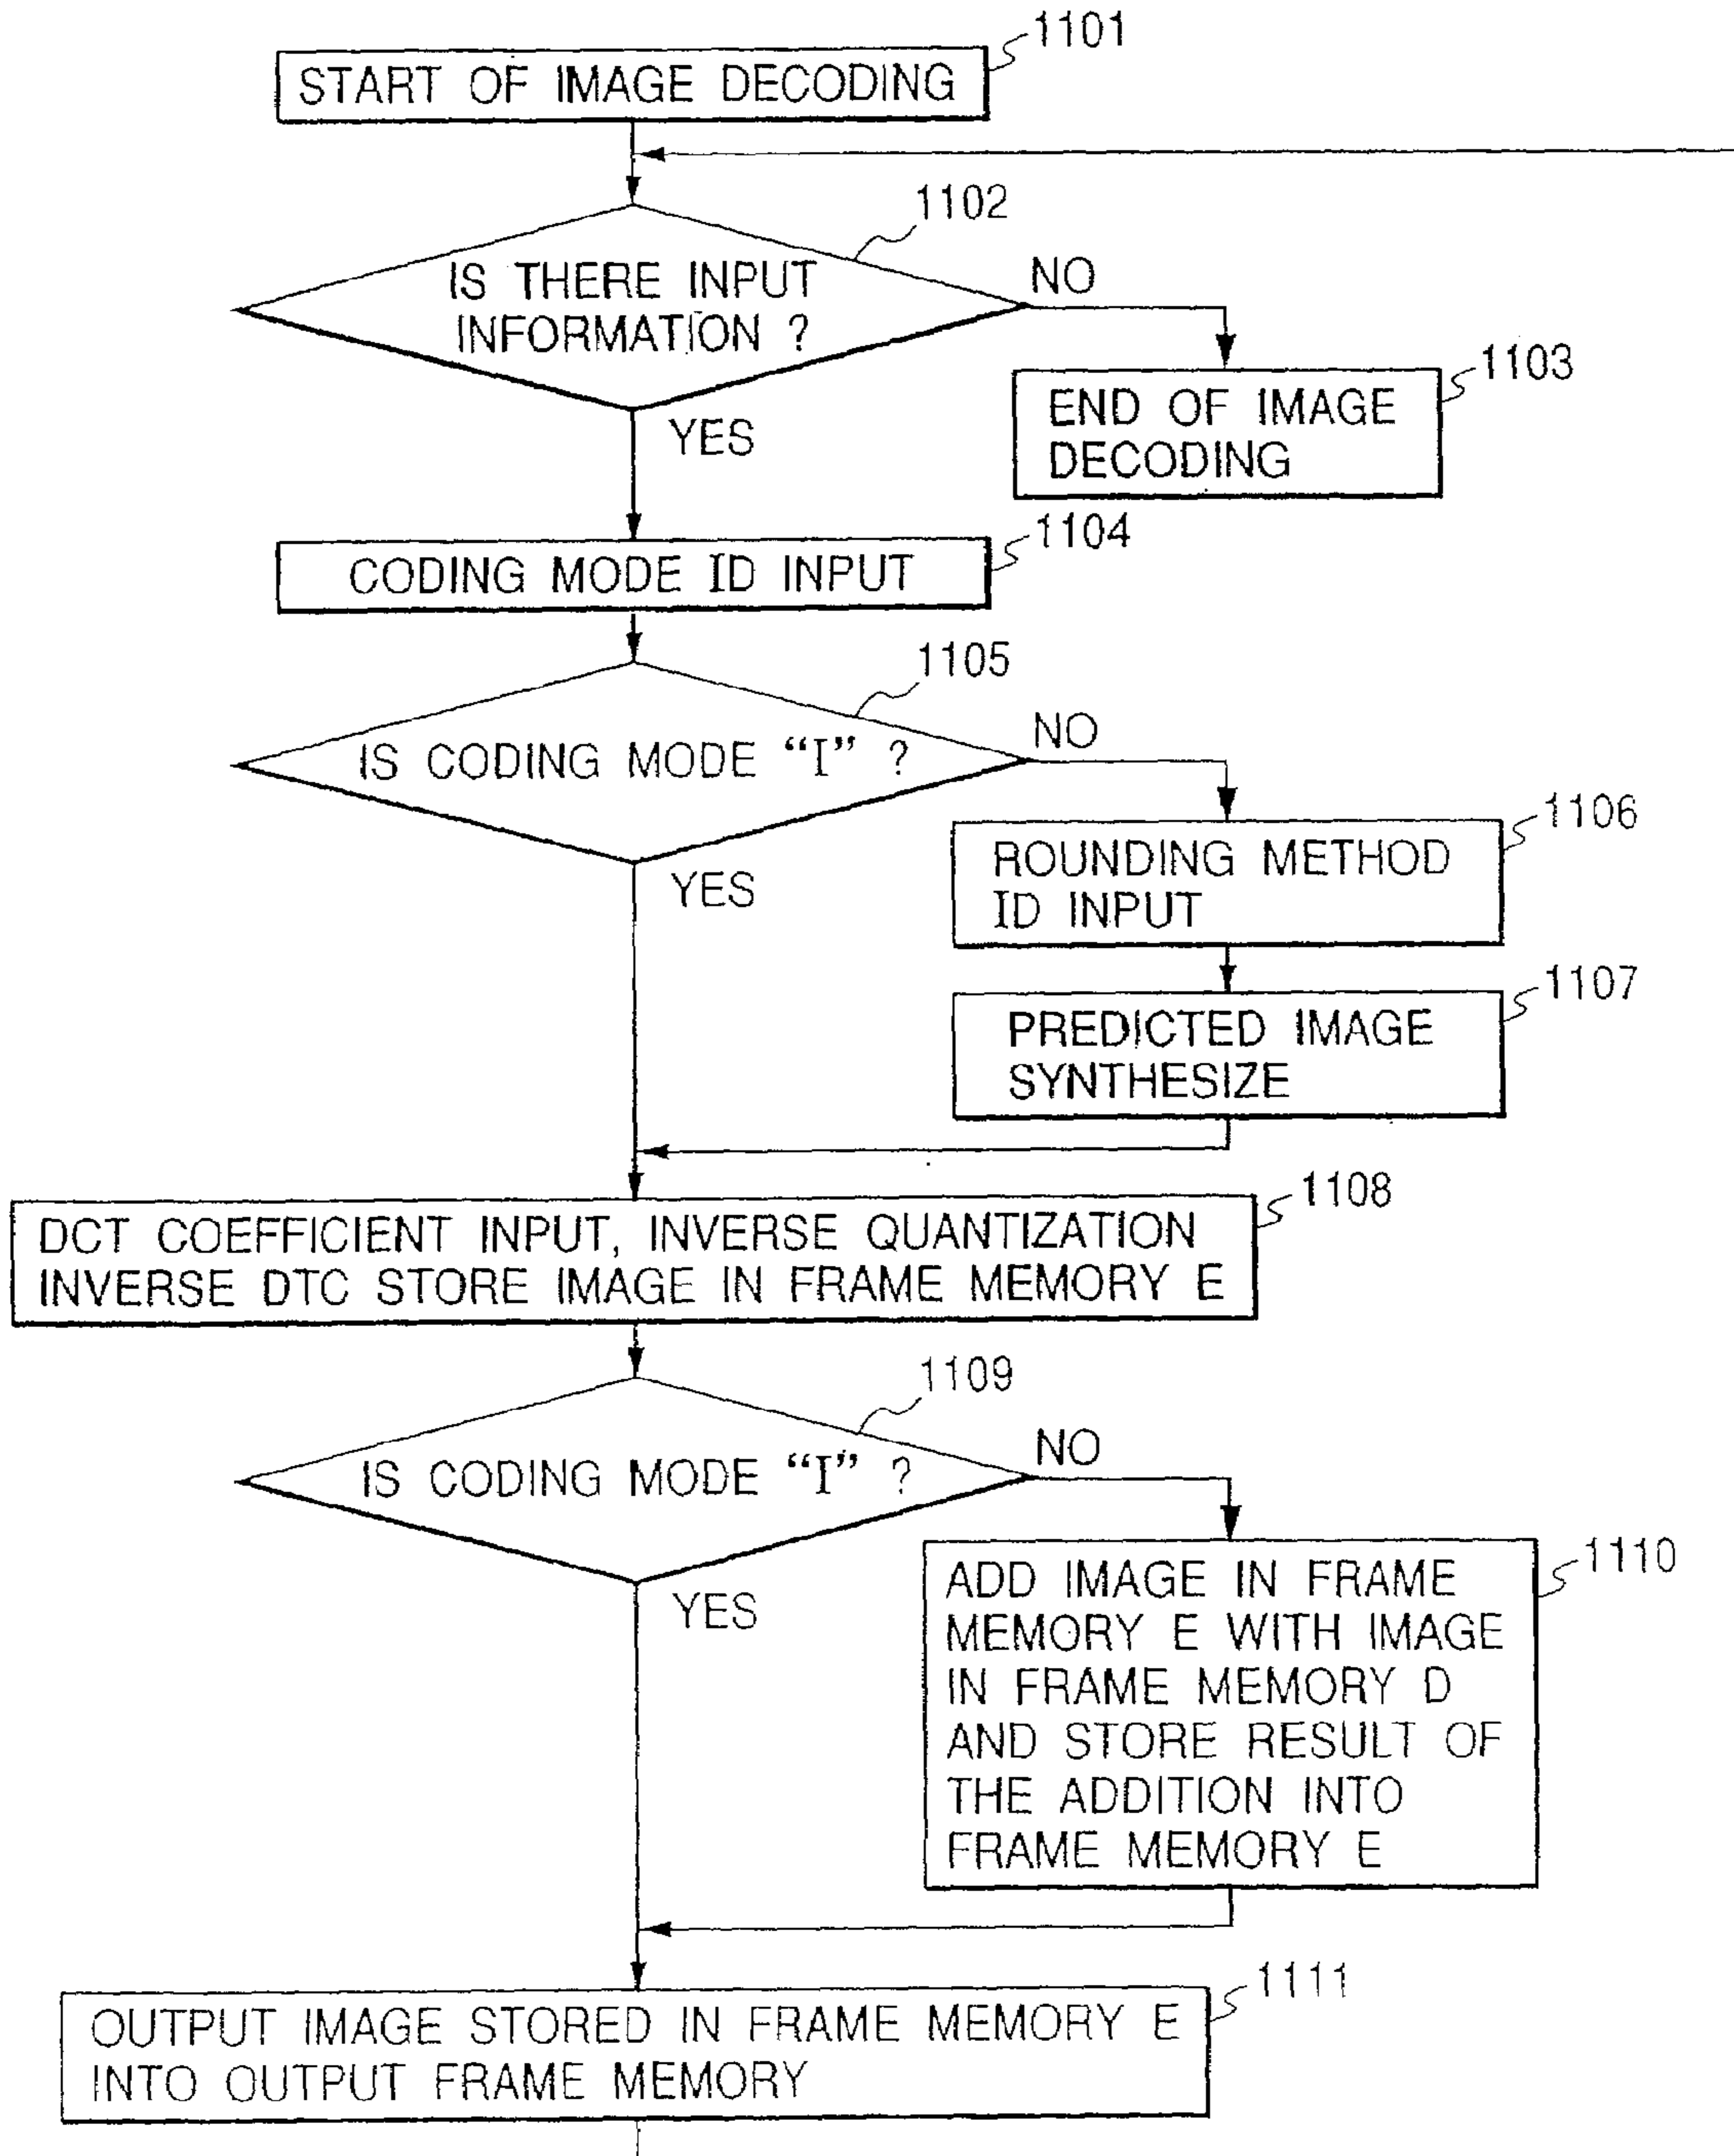 1101
START OF IMAGE DECODING
1102
IS THERE INPUT
INFORMATION ?
NO
YES
1103
END OF IMAGE
DECODING
1104
CODING MODE ID INPUT
1105
IS CODING MODE “I” ?
NO
YES
1106
ROUNDING METHOD
ID INPUT
1107
PREDICTED IMAGE
SYNTHESIZE
1108
DCT COEFFICIENT INPUT, INVERSE QUANTIZATION
INVERSE DTC STORE IMAGE IN FRAME MEMORY E
1109
IS CODING MODE “I” ?
NO
YES
1110
ADD IMAGE IN FRAME
MEMORY E WITH IMAGE
IN FRAME MEMORY D
AND STORE RESULT OF
THE ADDITION INTO
FRAME MEMORY E
1111
OUTPUT IMAGE STORED IN FRAME MEMORY E
INTO OUTPUT FRAME MEMORY